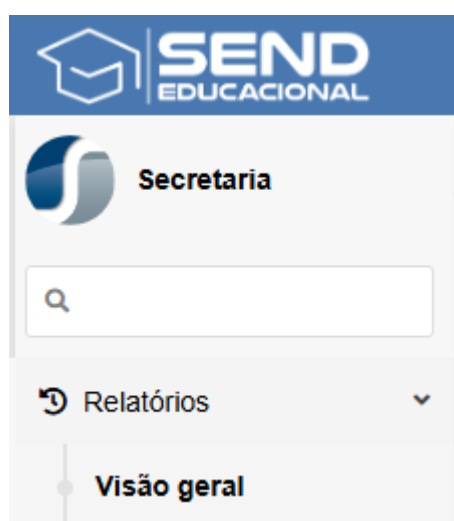 SEND
EDUCACIONAL
Secretaria
Relatórios
Visão geral